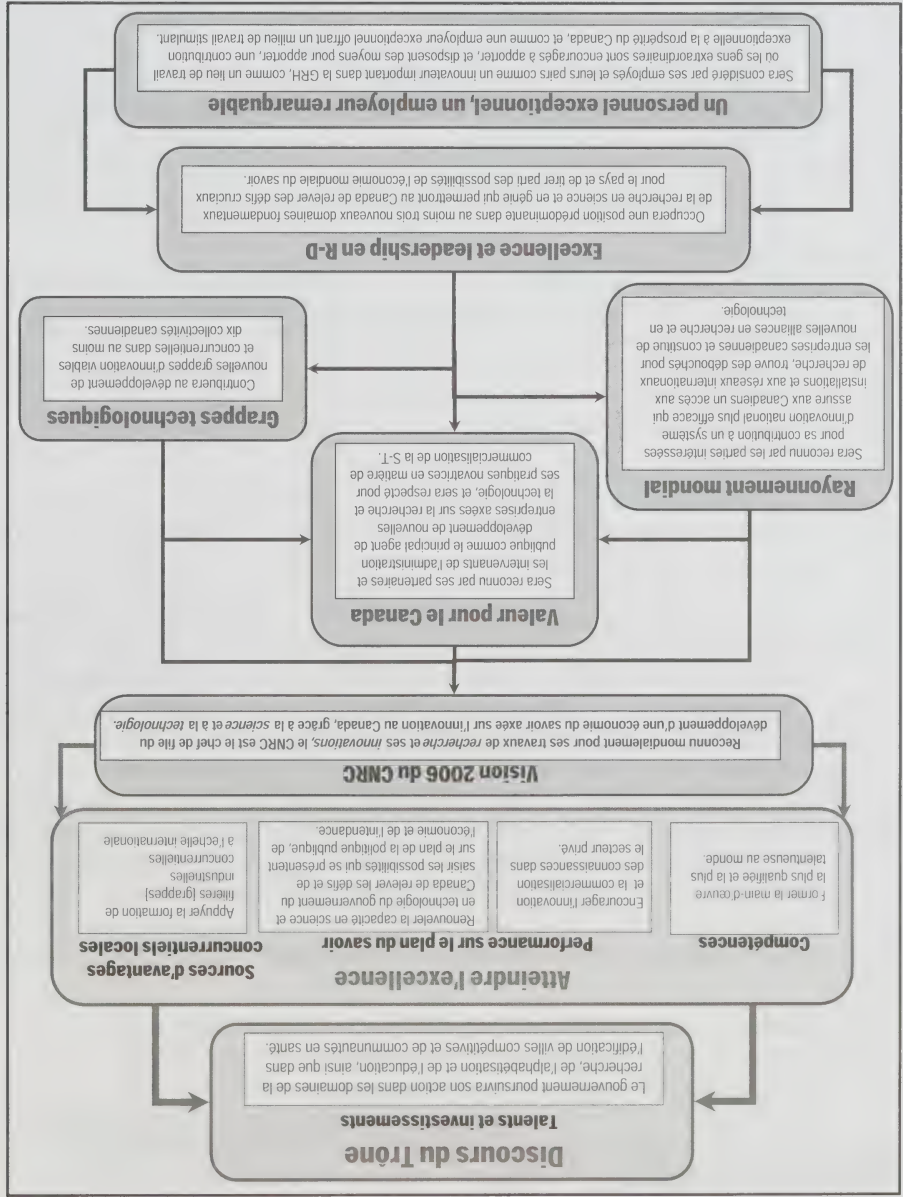 Discours du Trône
Talents et investissements
Le gouvernement poursuivra son action dans les domaines de la
recherche, de l'alphabétisation et de l'éducation, ainsi que dans
l'édification de villes compétitives et de communautés en santé.
Atteindre l'excellence
Compétences
Former la main-d'œuvre
la plus qualifiée et la plus
talentueuse au monde.
Performance sur le plan du savoir
Encourager l'innovation
et la commercialisation
des connaissances dans
le secteur privé.
Renouveler la capacité en science et
en technologie du gouvernement du
Canada de relever les défis et de
saisir les possibilités qui se présentent
sur le plan de la politique publique, de
l'économie et de l'intendance.
Sources d'avantages
concurrentiels locales
Appuyer la formation de
filières [grappes]
industrielles
concurrentielles
à l'échelle internationale
Vision 2006 du CNRC
Reconnu mondialement pour ses travaux de recherche et ses innovations, le CNRC est le chef de file du
développement d'une économie du savoir axée sur l'innovation au Canada, grâce à la science et à la technologie.
Valeur pour le Canada
Sera reconnu par ses partenaires et
les intervenants de l'administration
publique comme le principal agent de
développement de nouvelles
entreprises axées sur la recherche et
la technologie, et sera respecté pour
ses pratiques novatrices en matière de
commercialisation de la S-T.
Rayonnement mondial
Sera reconnu par les parties intéressées
pour sa contribution à un système
d'innovation national plus efficace qui
assure aux Canadiens un accès aux
installations et aux réseaux internationaux
de recherche, trouve des débouchés pour
les entreprises canadiennes et constitue de
nouvelles alliances en recherche et en
technologie.
Grappes technologiques
Contribuera au développement de
nouvelles grappes d'innovation viables
et concurrentielles dans au moins
dix collectivités canadiennes.
Excellence et leadership en R-D
Occupera une position prédominante dans au moins trois nouveaux domaines fondamentaux
de la recherche en science et en génie qui permettront au Canada de relever des défis cruciaux
pour le pays et de tirer parti des possibilités de l'économie mondiale du savoir.
Un personnel exceptionnel, un employeur remarquable
Sera considéré par ses employés et leurs pairs comme un innovateur important dans la GRH, comme un lieu de travail
où les gens extraordinaires sont encouragés à apporter, et disposent des moyens pour apporter, une contribution
exceptionnelle à la prospérité du Canada, et comme une employeur exceptionnel offrant un milieu de travail stimulant.